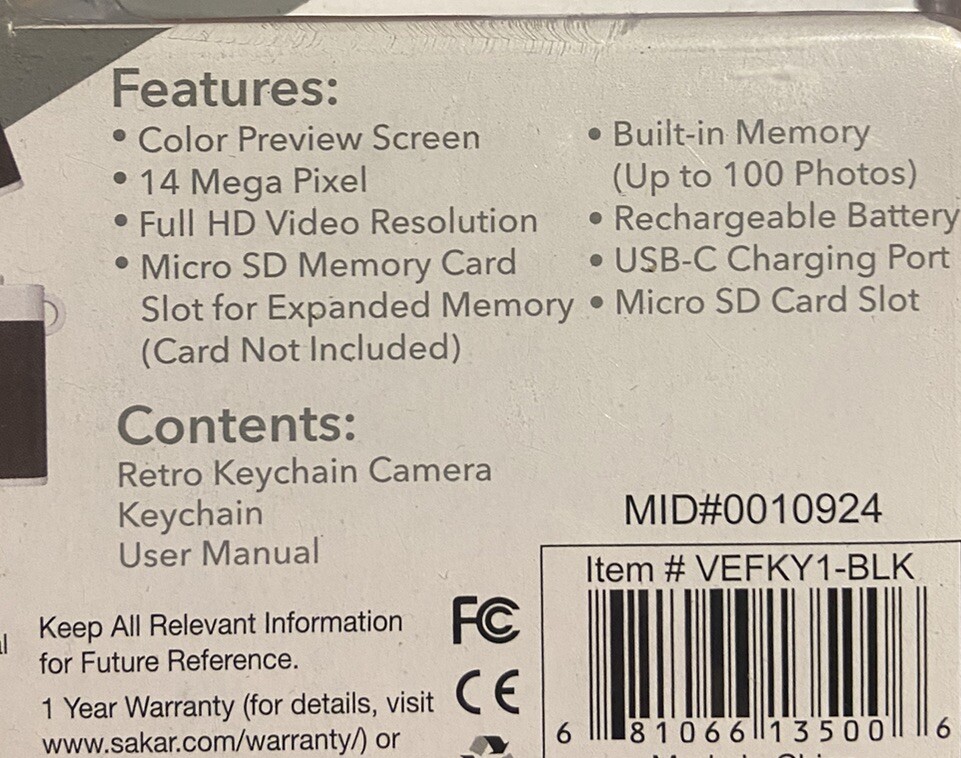 Features:
• Color Preview Screen
• 14 Mega Pixel
• Full HD Video Resolution
• Micro SD Memory Card
Slot for Expanded Memory
(Card Not Included)
• Built-in Memory
(Up to 100 Photos)
• Rechargeable Battery
• USB-C Charging Port
• Micro SD Card Slot
Contents:
Retro Keychain Camera
Keychain
User Manual
MID#0010924
Item # VEFKY1-BLK
6 81066 13500 6
Keep All Relevant Information
for Future Reference.
1 Year Warranty (for details, visit
www.sakar.com/warranty/) or
FC
CE